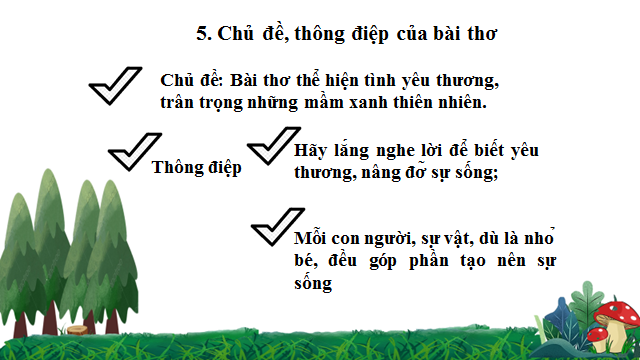 5. Chủ đề, thông điệp của bài thơ
Chủ đề: Bài thơ thể hiện tình yêu thương,
trân trọng những mầm xanh thiên nhiên.
Thông điệp
Hãy lắng nghe lời để biết yêu
thương, nâng đỡ sự sống;
Mỗi con người, sự vật, dù là nhỏ
bé, đều góp phần tạo nên sự
sống